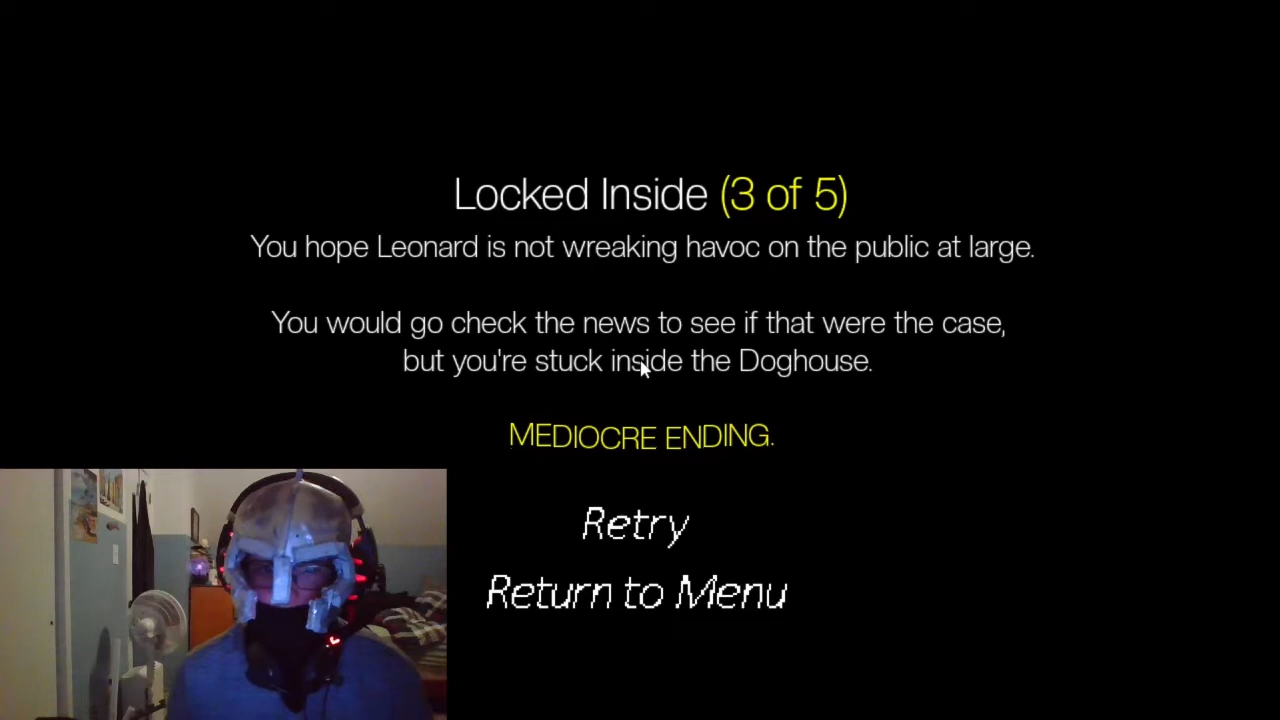 Locked Inside (3 of 5)
You hope Leonard is not wreaking havoc on the public at large.
You would go check the news to see if that were the case,
but you're stuck inside the Doghouse.
MEDIOCRE ENDING.
Retry
Return to Menu